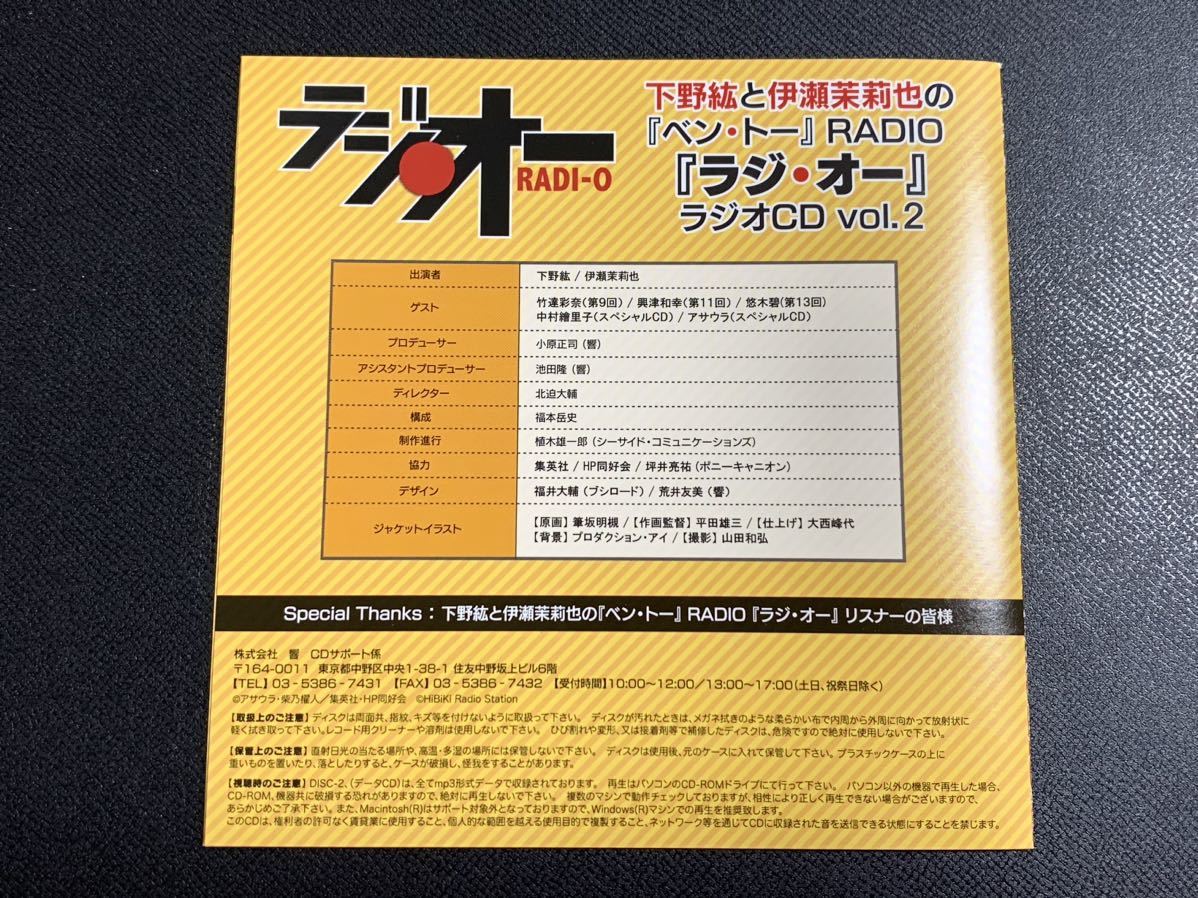 ラジオー
RADI-O
下野紘と伊瀬茉莉也の
『ベン・トー』 RADIO
『ラジ・オー』
ラジオCD vol.2
出演者 下野紘 / 伊瀬茉莉也
ゲスト 竹達彩奈(第9回) / 興津和幸(第11回) / 悠木碧(第13回)
中村繪里子(スペシャルCD) / アサウラ(スペシャルCD)
プロデューサー 小原正司 (響)
アシスタントプロデューサー 池田隆 (響)
ディレクター 北迫大輔
構成 福本岳史
制作進行 植木雄一郎 (シーサイド・コミュニケーションズ)
協力 集英社 / HP同好会 / 坪井亮祐 (ポニーキャニオン)
デザイン 福井大輔 (ブシロード) / 荒井友美 (響)
ジャケットイラスト 【原画】 筆坂明規 / 【作画監督】 平田雄三 / 【仕上げ】 大西峰代
【背景】 プロダクション・アイ / 【撮影】 山田和弘
Special Thanks : 下野紘と伊瀬茉莉也の『ベン・トー』 RADIO 『ラジ・オー』 リスナーの皆様
株式会社 響 CDサポート係
〒164-0011 東京都中野区中央1-38-1 住友中野坂上ビル6階
【TEL】 03-5386-7431 【FAX】 03-5386-7432 【受付時間】 10:00～12:00/13:00～17:00 (土日、祝祭日除く)
©アサウラ・柴乃櫂人／集英社・HP同好会 ©HiBiKi Radio Station
【取扱上のご注意】 ディスクは両面共、指紋、キズ等を付けないように取扱って下さい。 ディスクが汚れたときは、メガネ拭きのような柔らかい布で内周から外周に向かって放射状に
軽く拭き取って下さい。レコード用クリーナーや溶剤は使用しないで下さい。 ひび割れや変形、又は接着剤等で補修したディスクは、危険ですので絶対に使用しないで下さい。
【保管上のご注意】 直射日光の当たる場所や、高温・多湿の場所には保管しないで下さい。 ディスクは使用後、元のケースに入れて保管して下さい。プラスチックケースの上に
重いものを置いたり、落としたりすると、ケースが破損し、怪我をすることがあります。
【視聴時のご注意】 DISC-2、(データCD)は、全てmp3形式データで収録されております。 再生はパソコンのCD-ROMドライブにて行って下さい。 パソコン以外の機器で再生した場合、
CD-ROM、機器共に破損する恐れがありますので、絶対に再生しないで下さい。 複数のマシンで動作チェックしておりますが、相性により正しく再生できない場合がございますので、
あらかじめご了承下さい。また、Macintosh(R)はサポート対象外となっておりますので、Windows(R)マシンでの再生を推奨致します。
このCDは、権利者の許可なく賃貸業に使用すること、個人的な範囲を越える使用目的で複製すること、ネットワーク等を通じてCDに収録された音を送信できる状態にすることを禁じます。